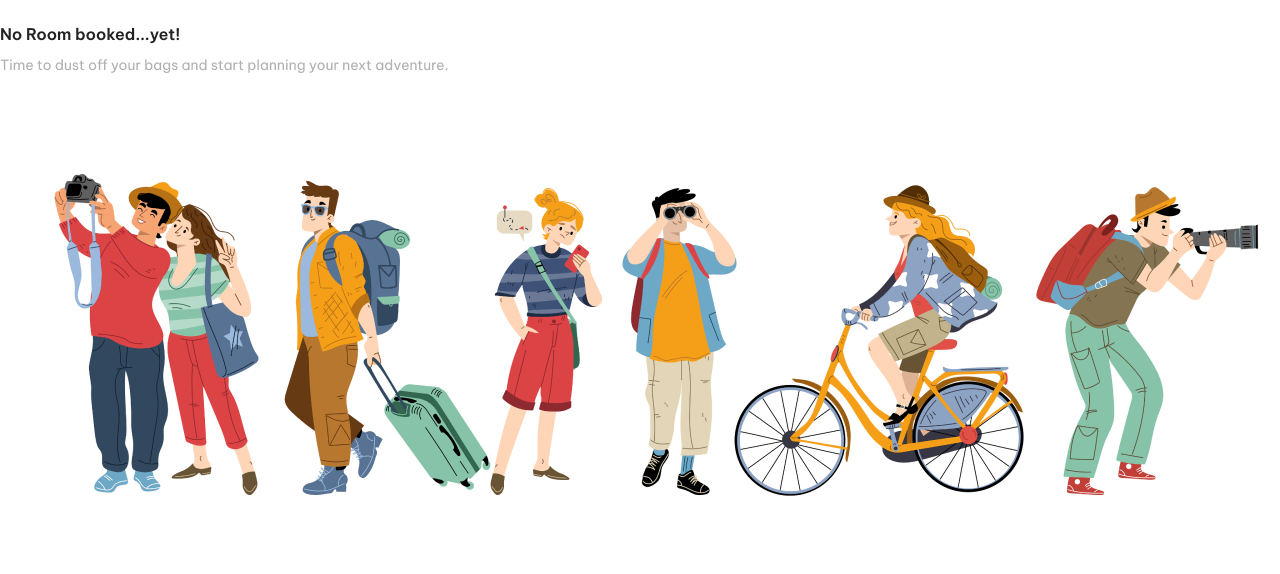 No Room booked...yet!
Time to dust off your bags and start planning your next adventure.